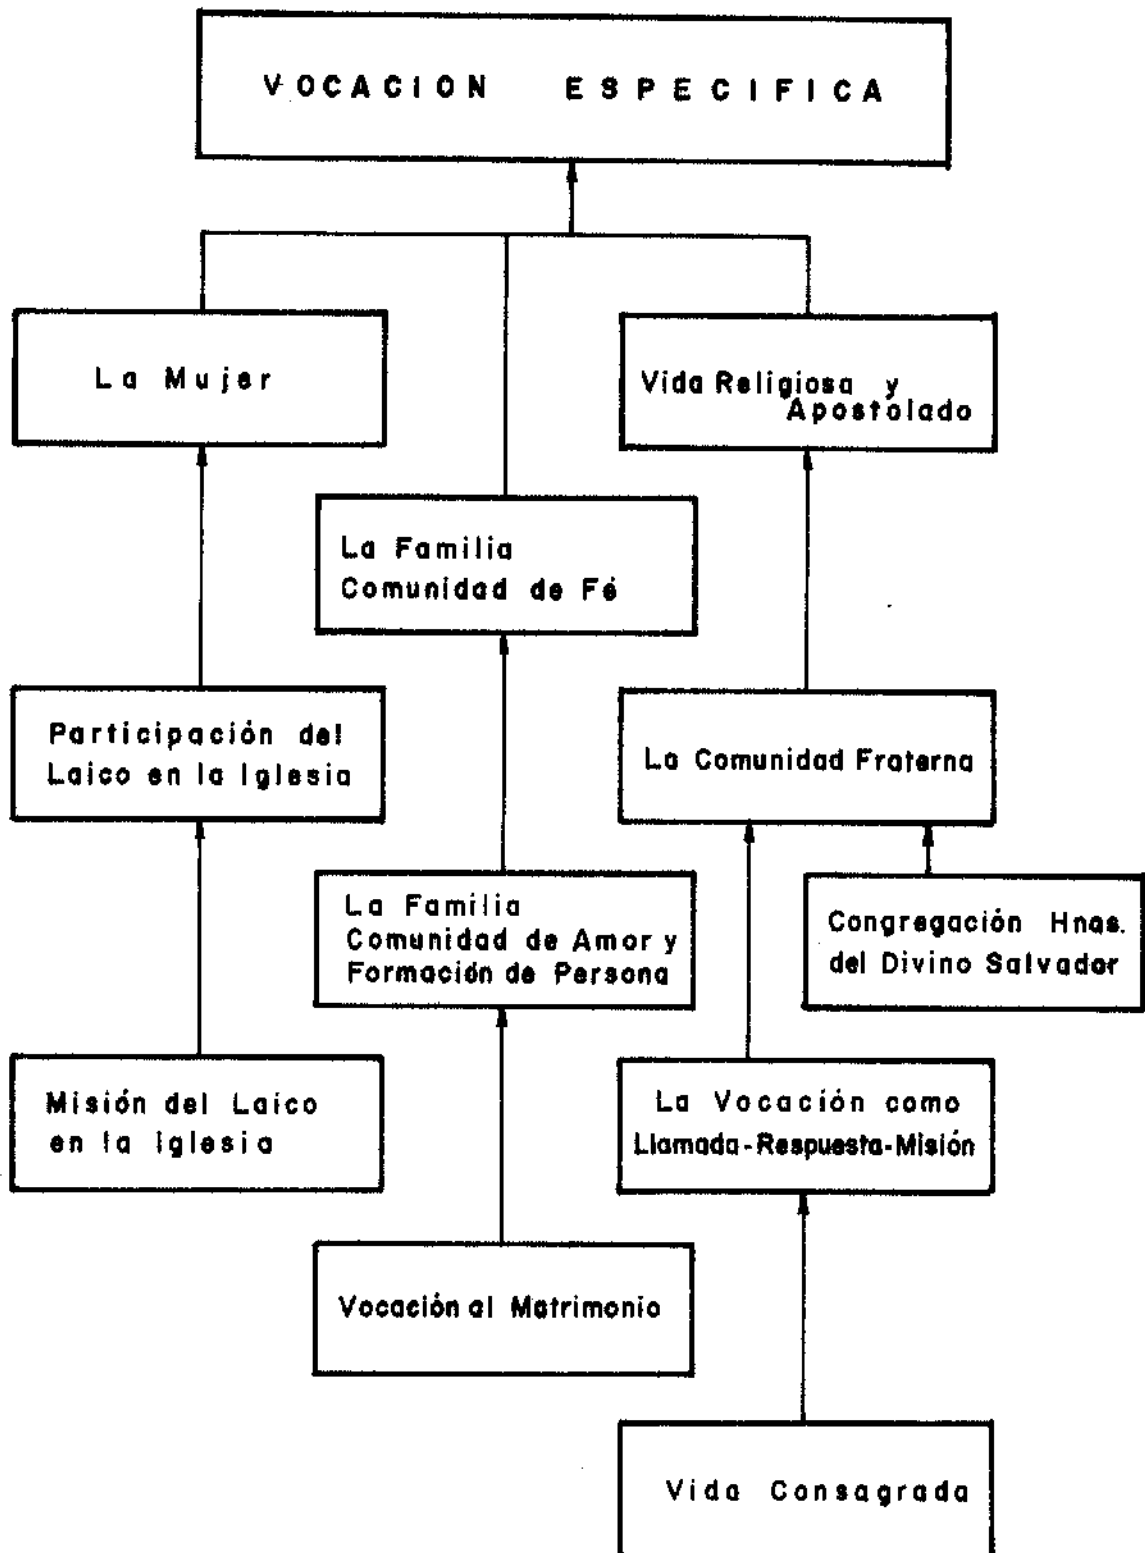 VOCACION ESPECIFICA
La Mujer
Vida Religiosa y
Apostolado
La Familia
Comunidad de Fé
Participación del
Laico en la Iglesia
La Comunidad Fraterna
La Familia
Comunidad de Amor y
Formación de Persona
Congregación Hnas.
del Divino Salvador
Misión del Laico
en la Iglesia
La Vocación como
Llamada-Respuesta-Misión
Vocación al Matrimonio
Vida Consagrada